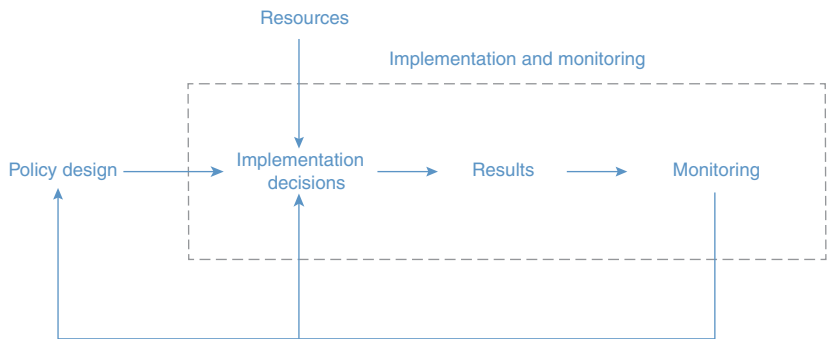 Resources
Implementation and monitoring
Policy design
Implementation
decisions
Results
Monitoring